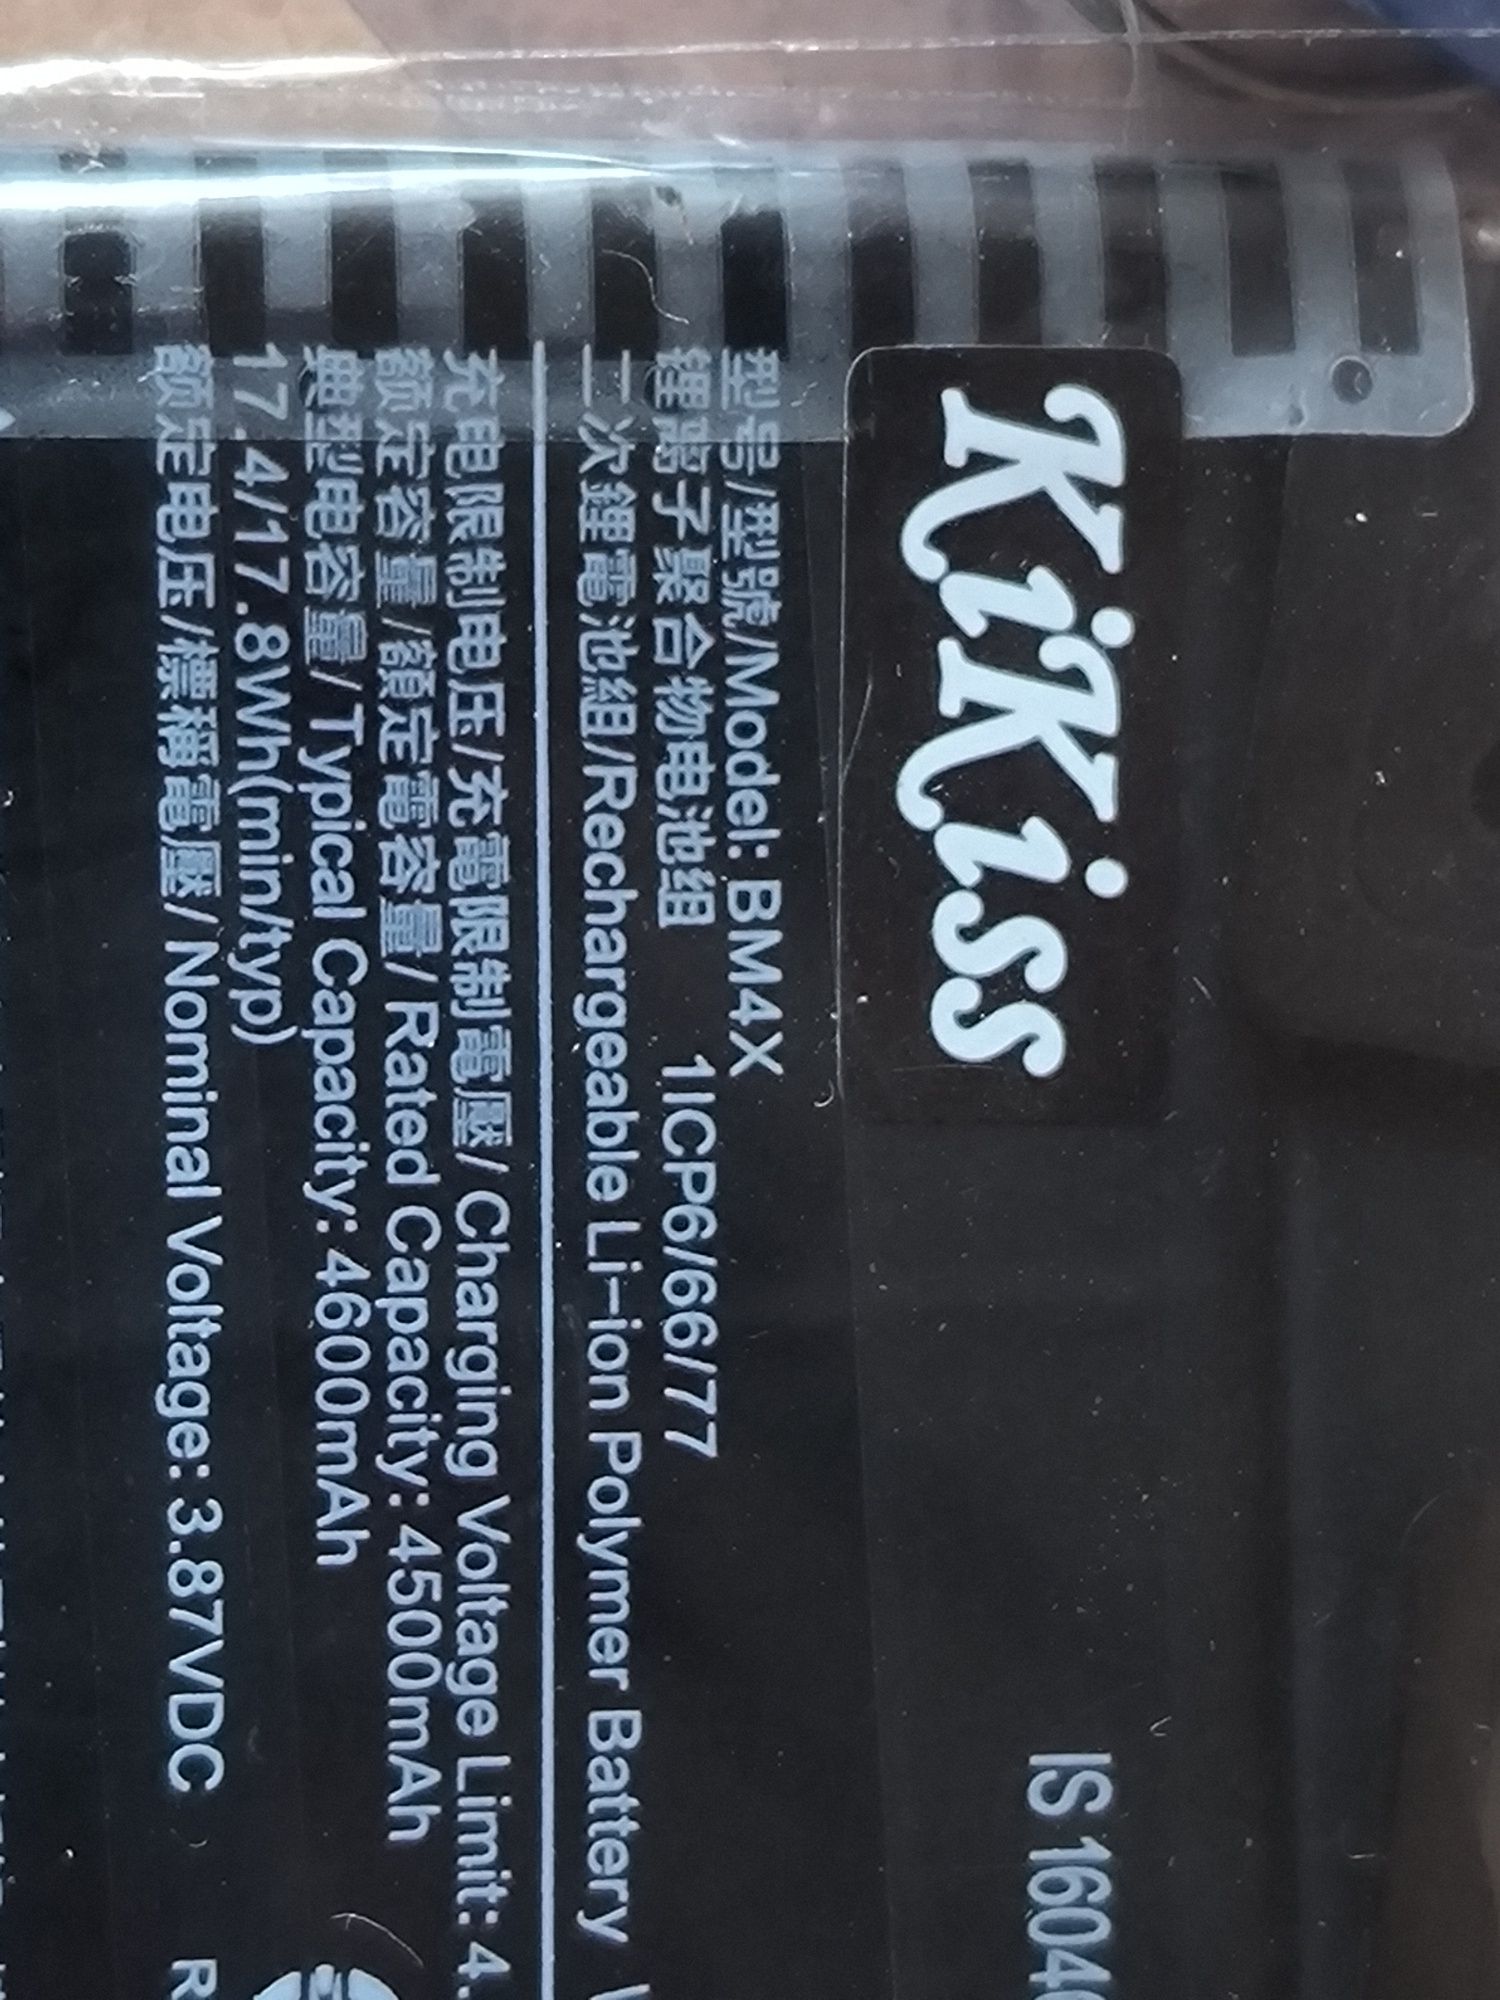 KiKiss
IS 1604
型号/型號/Model: BM4X
锂离子聚合物电池组 1ICP6/66/77
二次鋰電池組/Rechargeable Li-ion Polymer Battery
充电限制电压/充電限制電壓/ Charging Voltage Limit: 4.
额定容量/額定電容量/ Rated Capacity: 4500mAh
典型电容量/ Typical Capacity: 4600mAh
17.4/17.8Wh(min/typ)
额定电压/標稱電壓/ Nominal Voltage: 3.87VDC R